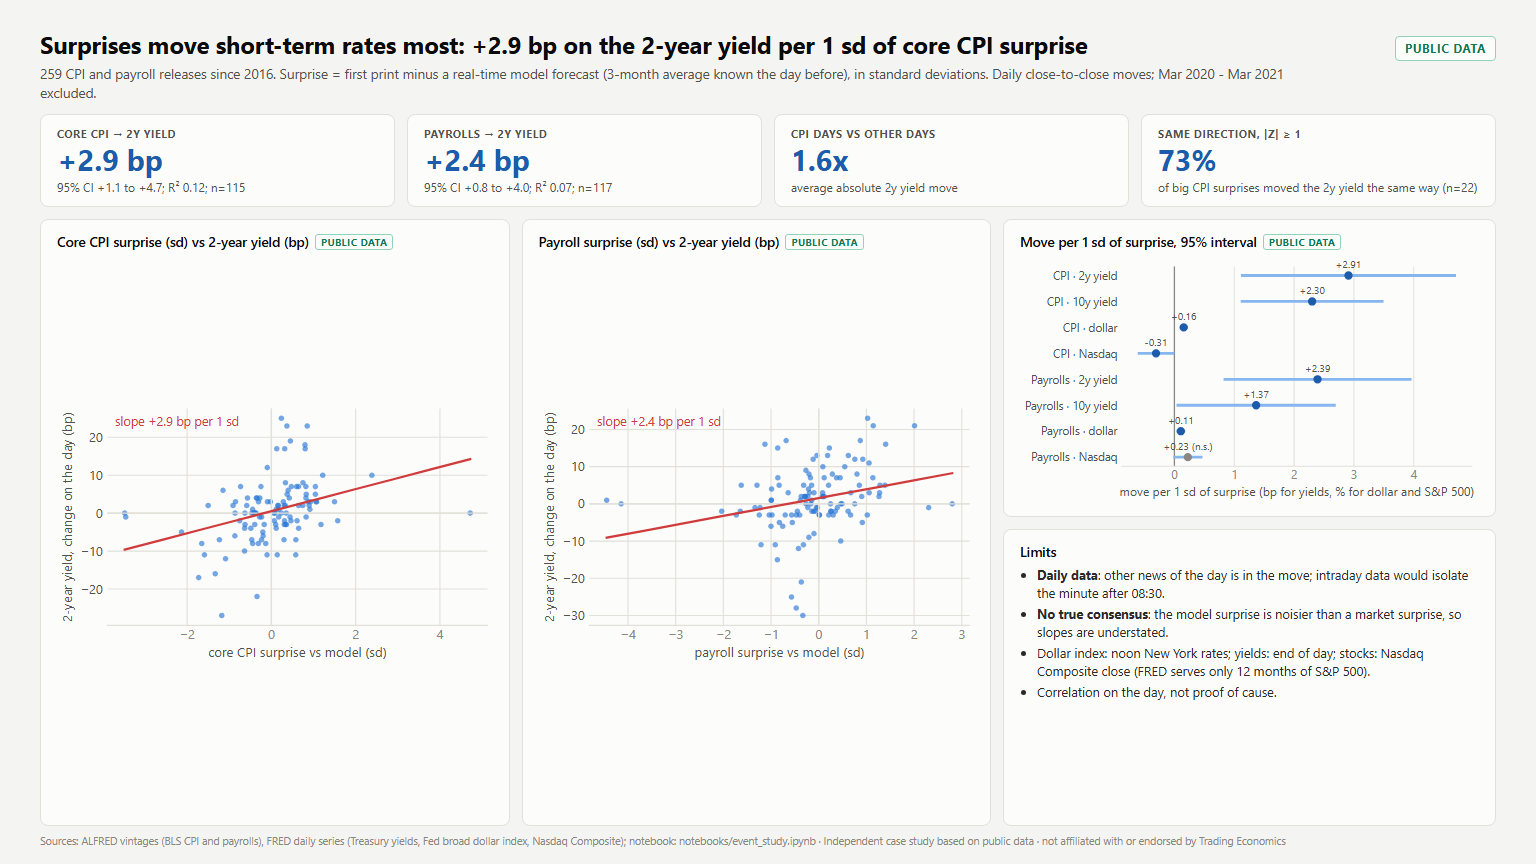 Surprises move short-term rates most: +2.9 bp on the 2-year yield per 1 sd of core CPI surprise
PUBLIC DATA
259 CPI and payroll releases since 2016. Surprise = first print minus a real-time model forecast (3-month average known the day before), in standard deviations. Daily close-to-close moves; Mar 2020 - Mar 2021
excluded.
CORE CPI → 2Y YIELD
+2.9 bp
95% CI +1.1 to +4.7; R² 0.12; n=115
PAYROLLS → 2Y YIELD
+2.4 bp
95% CI +0.8 to +4.0; R² 0.07; n=117
CPI DAYS VS OTHER DAYS
1.6x
average absolute 2y yield move
SAME DIRECTION, |Z| ≥ 1
73%
of big CPI surprises moved the 2y yield the same way (n=22)
Core CPI surprise (sd) vs 2-year yield (bp) PUBLIC DATA
slope +2.9 bp per 1 sd
2-year yield, change on the day (bp)
20
10
0
−10
−20
−2 0 2 4
core CPI surprise vs model (sd)
Payroll surprise (sd) vs 2-year yield (bp) PUBLIC DATA
slope +2.4 bp per 1 sd
2-year yield, change on the day (bp)
20
10
0
−10
−20
−30
−4 −3 −2 −1 0 1 2 3
payroll surprise vs model (sd)
Move per 1 sd of surprise, 95% interval PUBLIC DATA
CPI · 2y yield +2.91
CPI · 10y yield +2.30
CPI · dollar +0.16
CPI · Nasdaq -0.31
Payrolls · 2y yield +2.39
Payrolls · 10y yield +1.37
Payrolls · dollar +0.11
Payrolls · Nasdaq +0.23 (n.s.)
0 1 2 3 4
move per 1 sd of surprise (bp for yields, % for dollar and S&P 500)
Limits
• Daily data: other news of the day is in the move; intraday data would isolate
the minute after 08:30.
• No true consensus: the model surprise is noisier than a market surprise, so
slopes are understated.
• Dollar index: noon New York rates; yields: end of day; stocks: Nasdaq
Composite close (FRED serves only 12 months of S&P 500).
• Correlation on the day, not proof of cause.
Sources: ALFRED vintages (BLS CPI and payrolls), FRED daily series (Treasury yields, Fed broad dollar index, Nasdaq Composite); notebook: notebooks/event_study.ipynb · Independent case study based on public data · not affiliated with or endorsed by Trading Economics